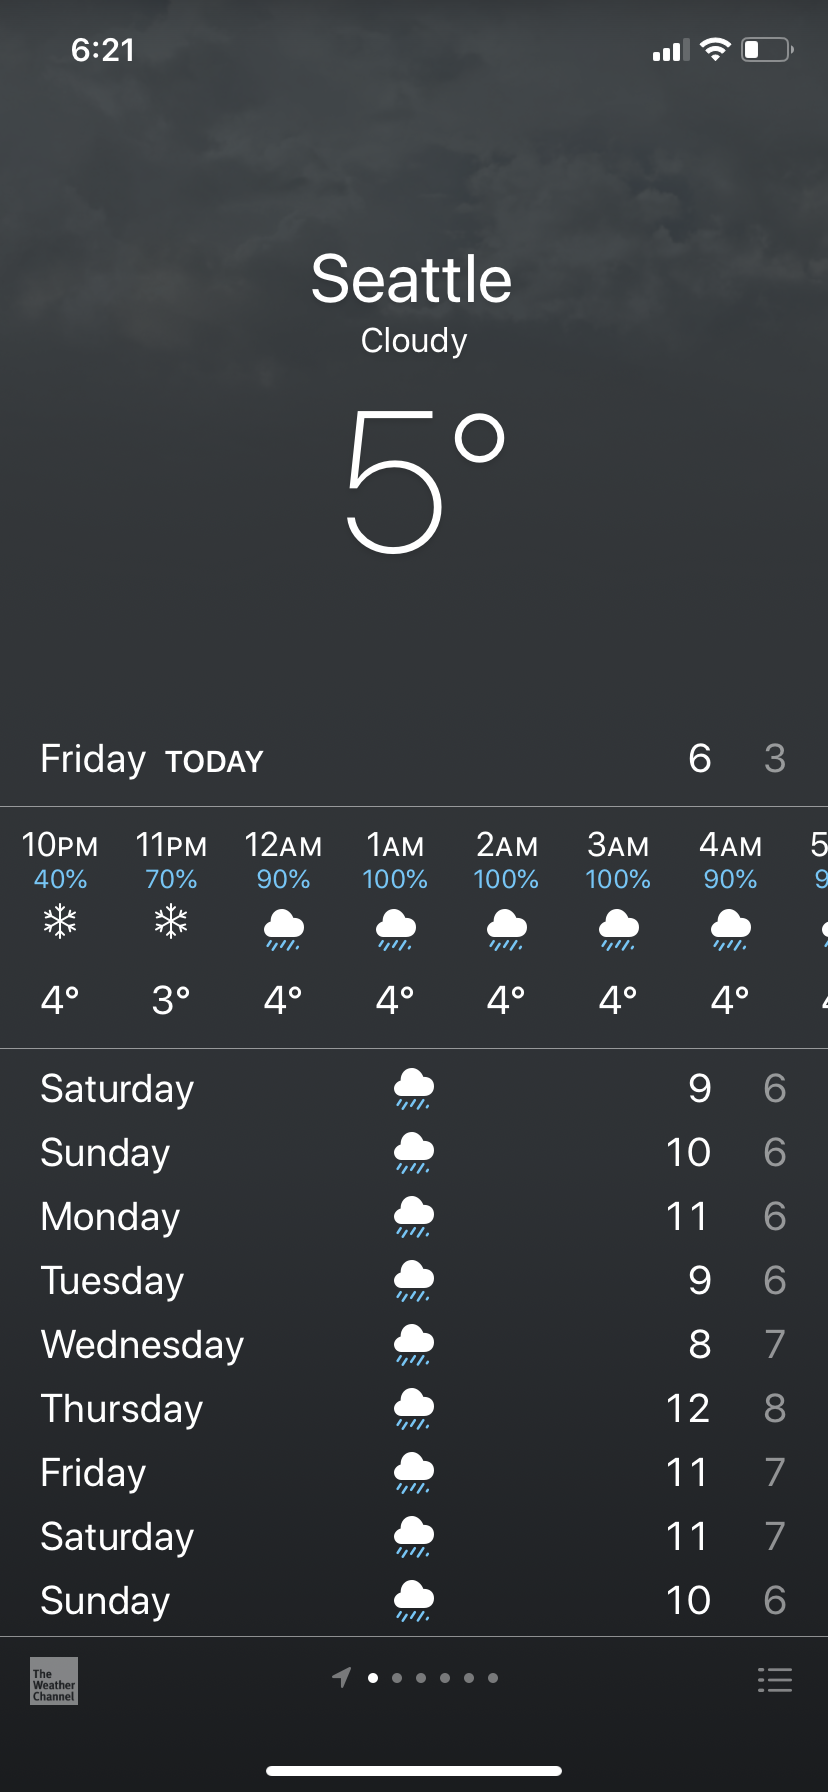 6:21
Seattle
Cloudy
5°
Friday TODAY 6 3
10PM 11PM 12AM 1AM 2AM 3AM 4AM 5
40% 70% 90% 100% 100% 100% 90% 9
4° 3° 4° 4° 4° 4° 4° 4
Saturday 9 6
Sunday 10 6
Monday 11 6
Tuesday 9 6
Wednesday 8 7
Thursday 12 8
Friday 11 7
Saturday 11 7
Sunday 10 6
The
Weather
Channel